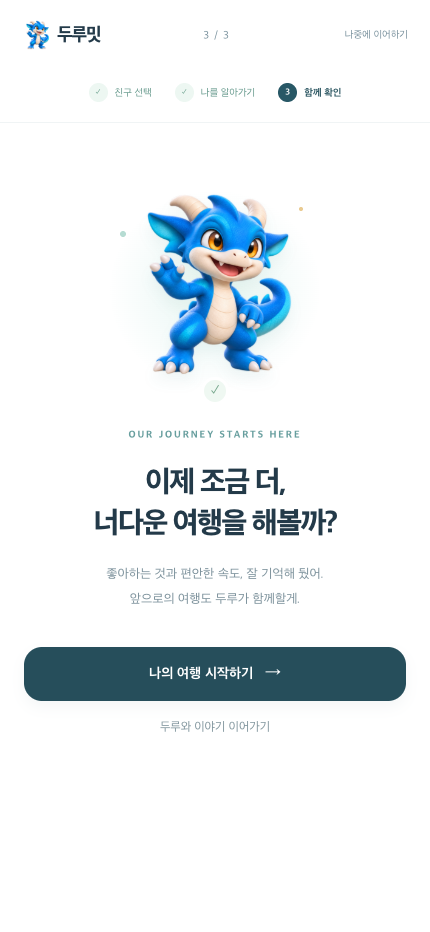 두루밋
3 / 3
나중에 이어하기
✓ 친구 선택
✓ 나를 알아가기
3 함께 확인
✓
OUR JOURNEY STARTS HERE
이제 조금 더,
너다운 여행을 해볼까?
좋아하는 것과 편안한 속도, 잘 기억해 뒀어.
앞으로의 여행도 두루가 함께할게.
나의 여행 시작하기 →
두루와 이야기 이어가기